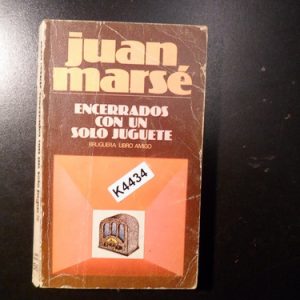 juan
marsé
ENCERRADOS
CON UN
SOLO JUGUETE
BRUGUERA LIBRO AMIGO
K4434